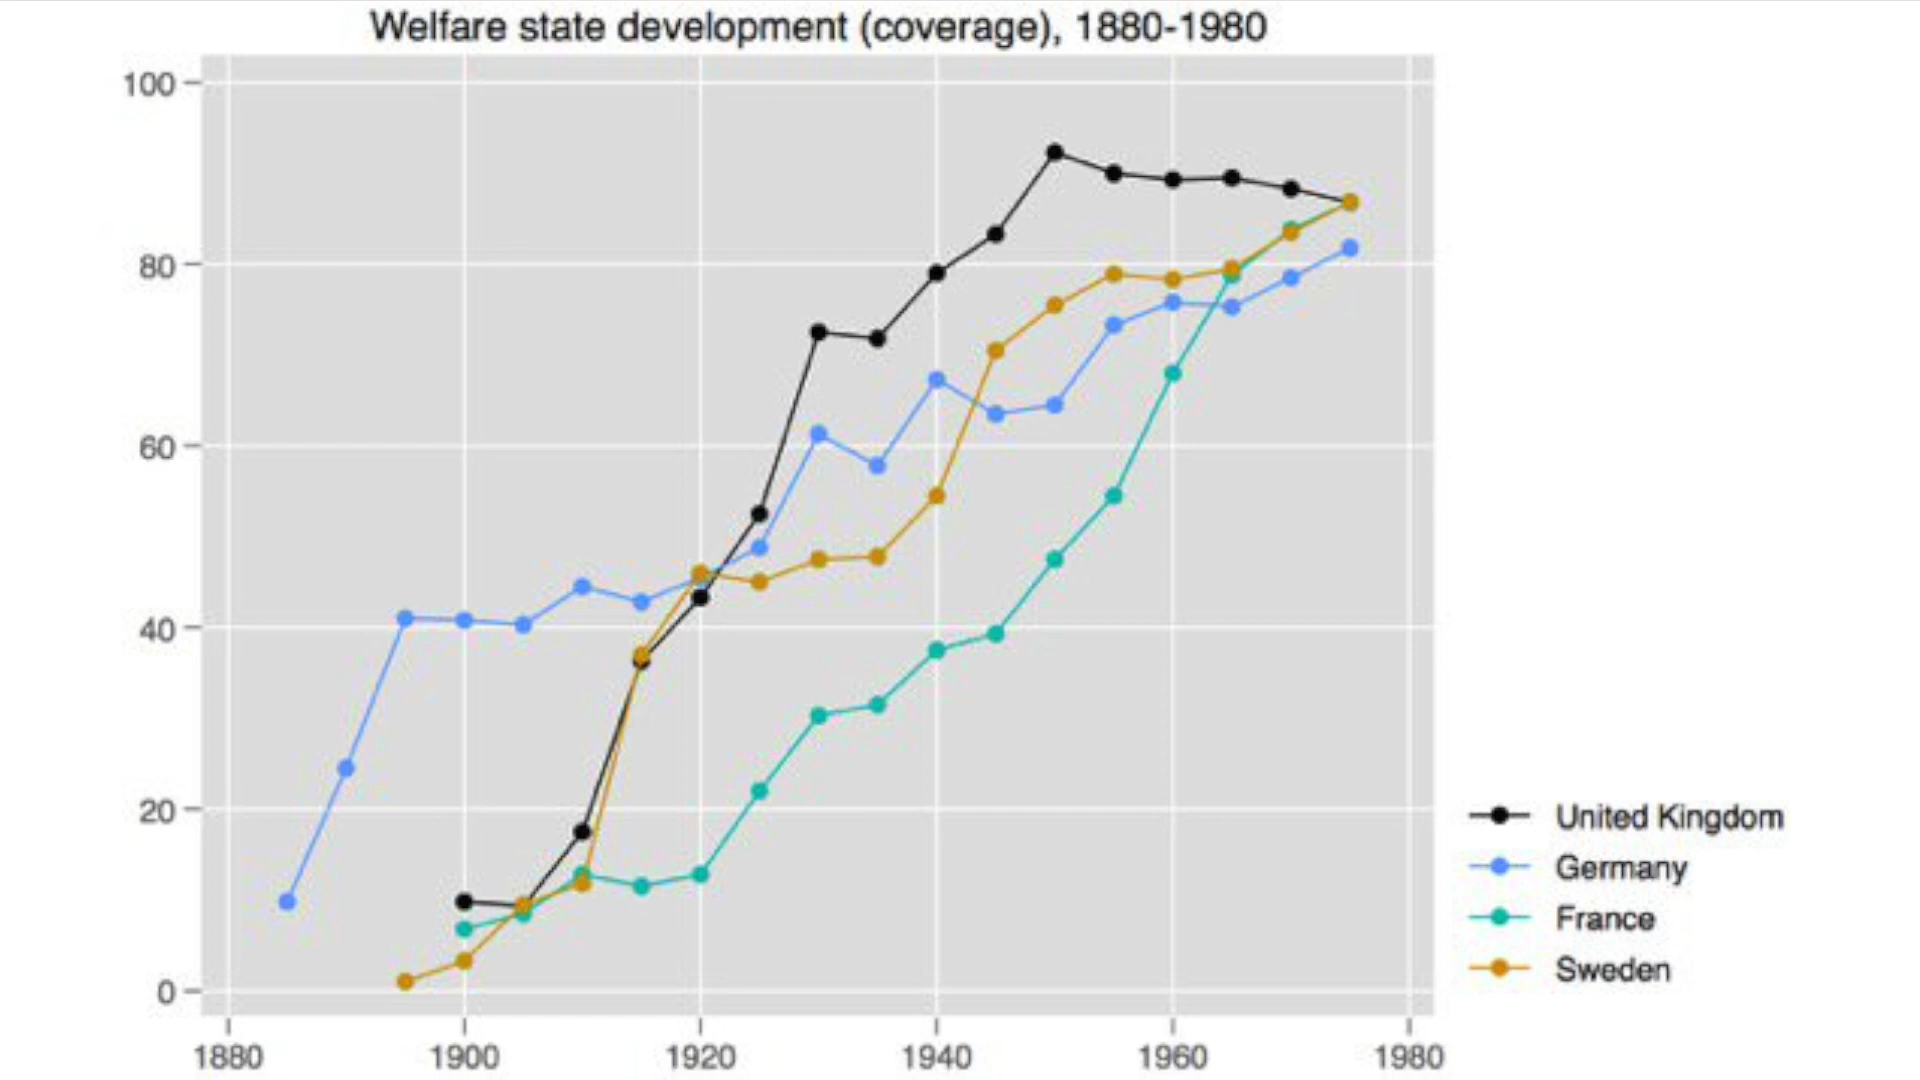 Welfare state development (coverage), 1880-1980
100
80
60
40
20
0
1880 1900 1920 1940 1960 1980
United Kingdom
Germany
France
Sweden